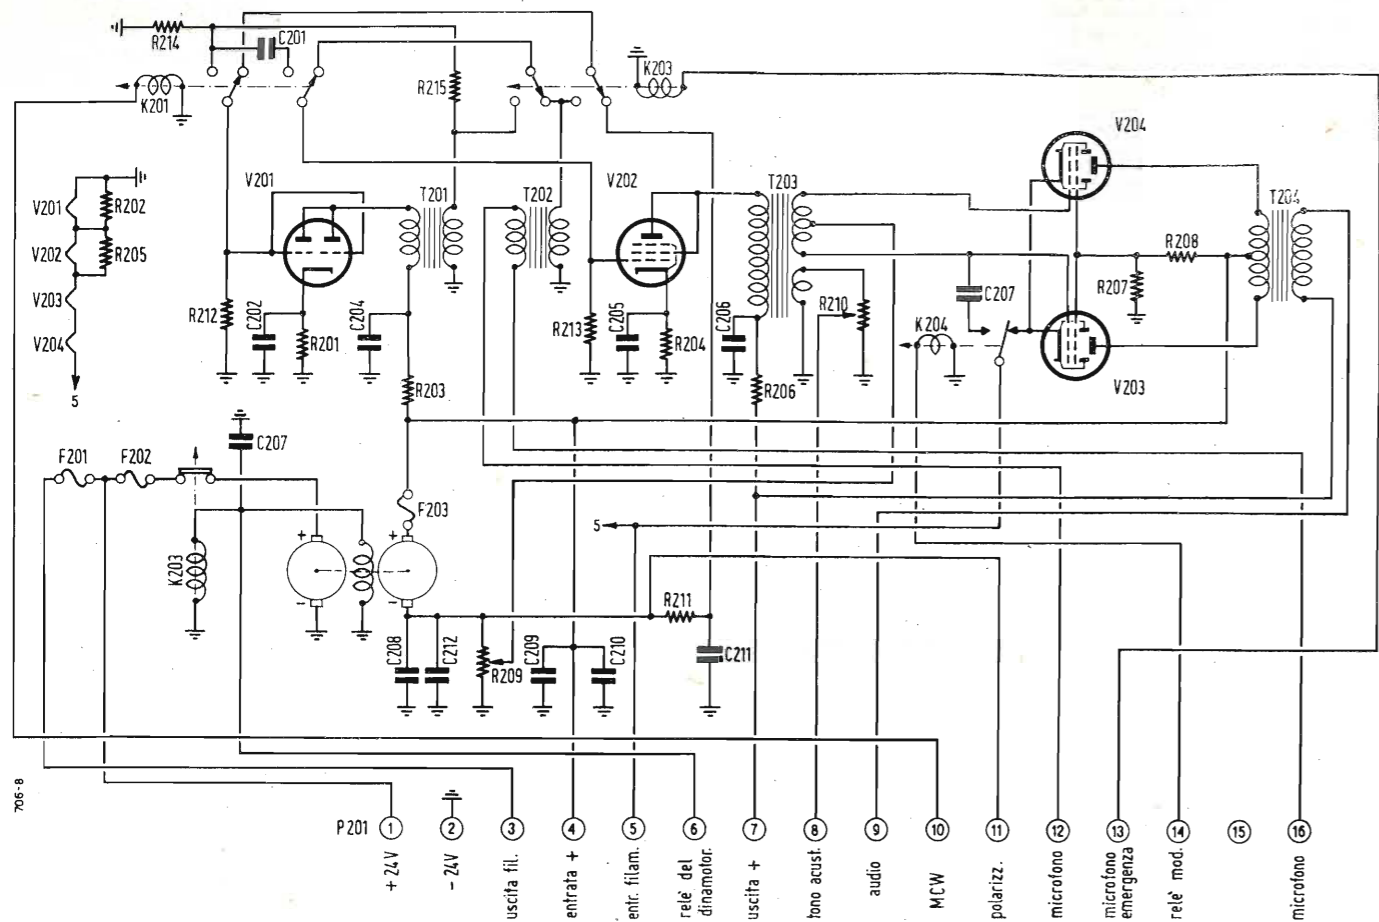 R214
C201
K201
R215
K203
V204
V201
V202
V203
V204
R202
R205
5
V201
T201
T202
V202
T203
T204
R212
C202
R201
C204
R203
R213
C205
R204
C206
R206
R210
C207
K204
R208
R207
V203
F201
F202
C207
F203
K203
+
-
+
-
5
C208
C212
R209
C209
C210
R211
C211
706-8
P201
1
2
3
4
5
6
7
8
9
10
11
12
13
14
15
16
+ 24V
- 24V
uscita fil.
entrata +
entr. filam.
rele' del
dinamotor.
uscita +
tono acust.
audio
MCW
polarizz.
microfono
microfono
emergenza
rele' mod.
microfono